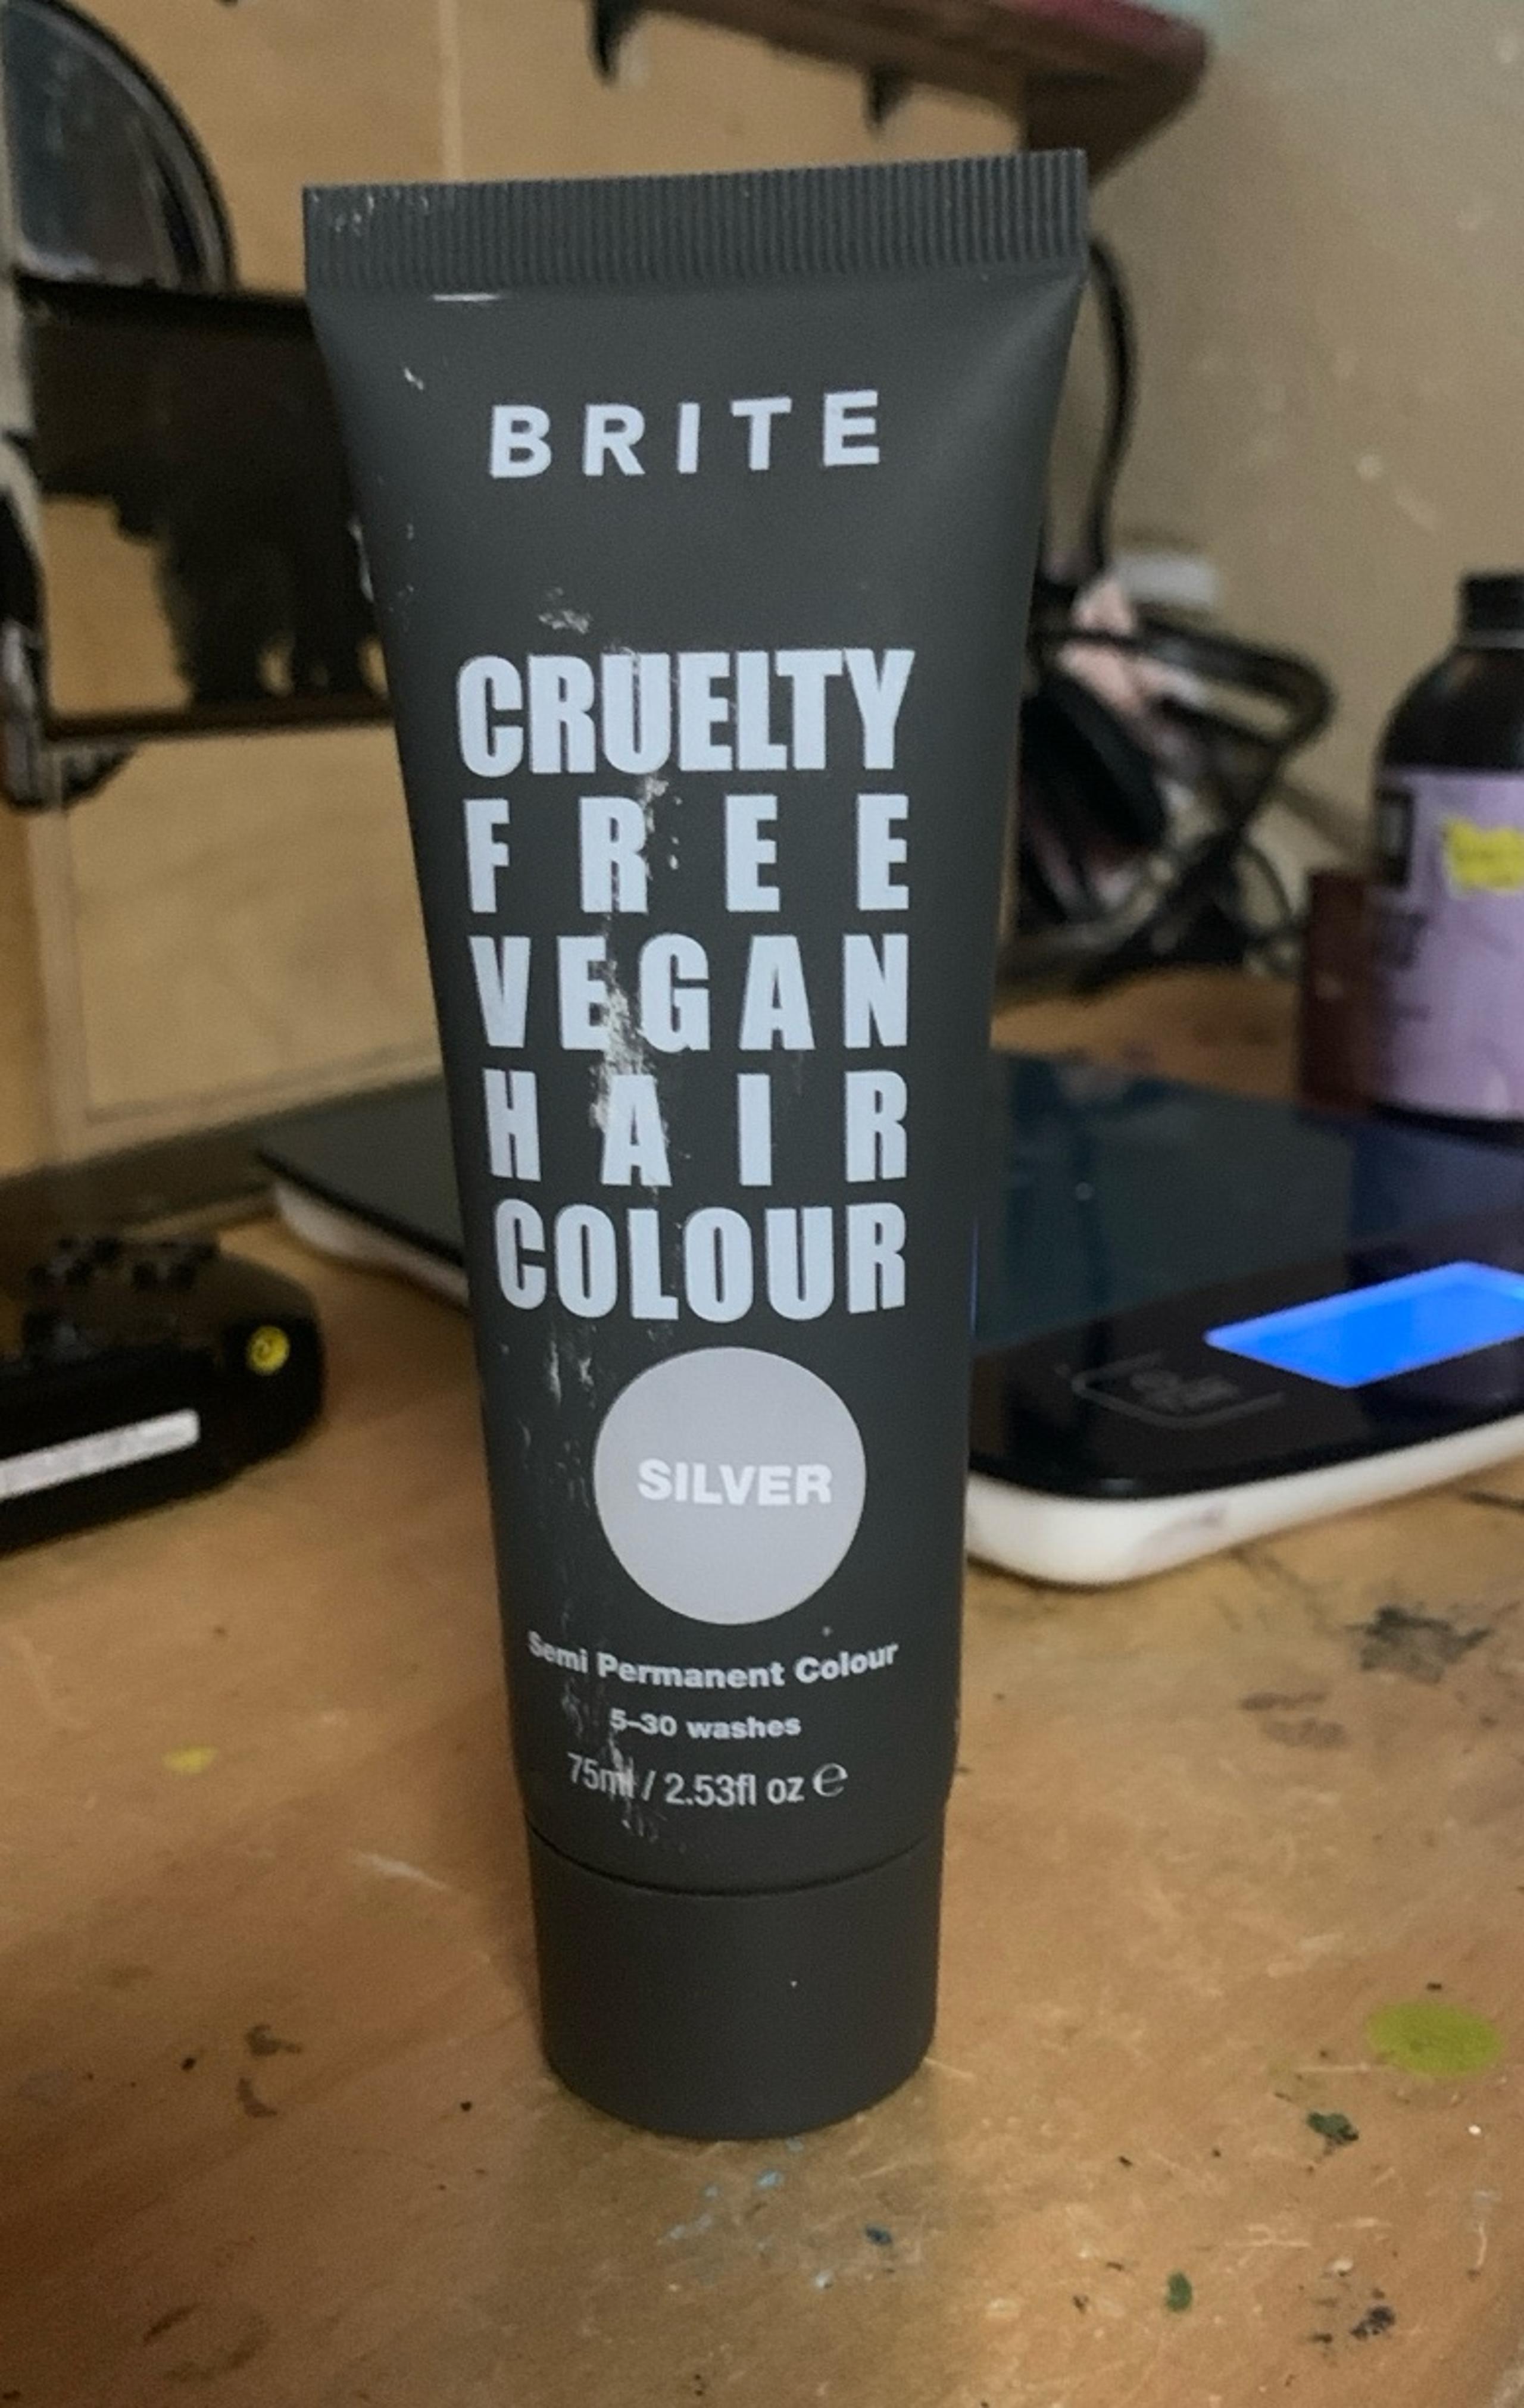 BRITE
CRUELTY
FREE
VEGAN
HAIR
COLOUR
SILVER
Semi Permanent Colour
5–30 washes
75ml / 2.53fl oz e